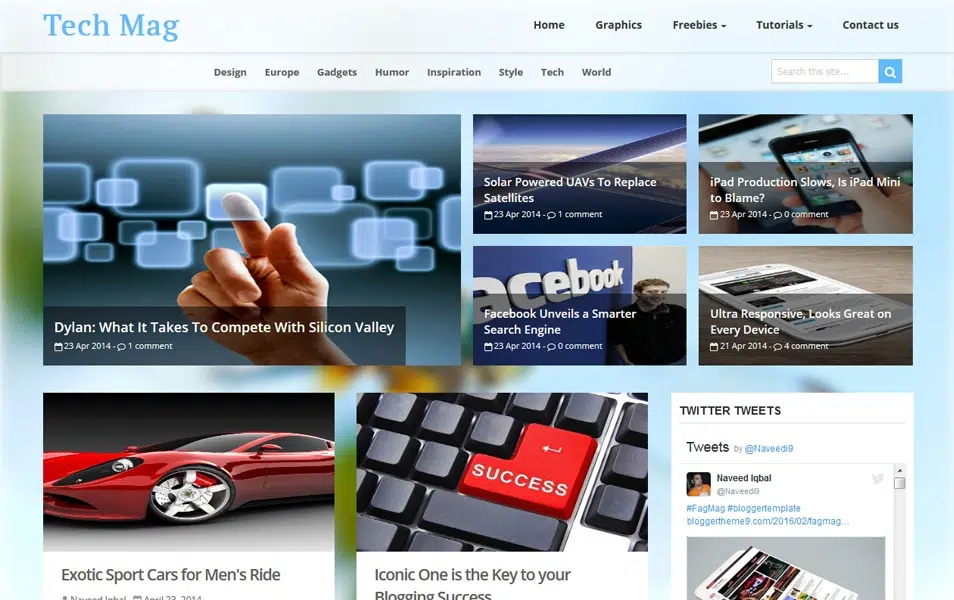 Tech Mag
Home Graphics Freebies Tutorials Contact us
Design Europe Gadgets Humor Inspiration Style Tech World
Search this site...
Dylan: What It Takes To Compete With Silicon Valley
23 Apr 2014 - 1 comment
Solar Powered UAVs To Replace
Satellites
23 Apr 2014 - 1 comment
iPad Production Slows, Is iPad Mini
to Blame?
23 Apr 2014 - 0 comment
facebook
Facebook Unveils a Smarter
Search Engine
23 Apr 2014 - 0 comment
Ultra Responsive, Looks Great on
Every Device
21 Apr 2014 - 4 comment
SUCCESS
Exotic Sport Cars for Men's Ride
Naveed Iqbal April 23, 2014
Iconic One is the Key to your
Blogging Success
TWITTER TWEETS
Tweets by @Naveedi9
Naveed Iqbal
@Naveedi9
#FagMag #bloggertemplate
bloggertheme9.com/2016/02/fagmag...